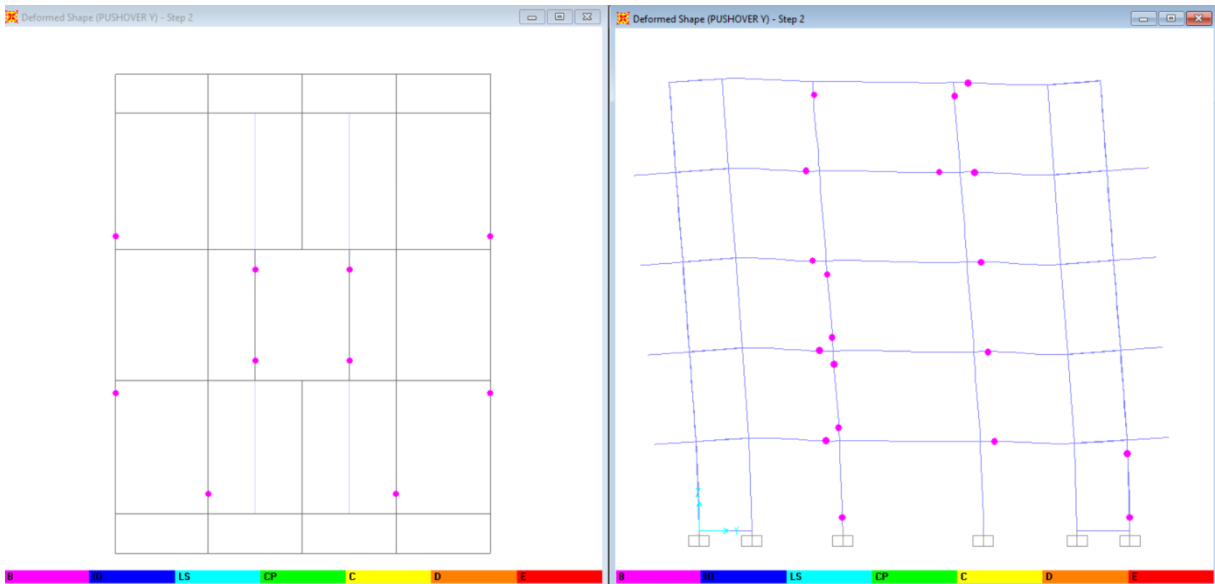 Deformed Shape (PUSHOVER Y) - Step 2
Deformed Shape (PUSHOVER Y) - Step 2
Z
Y
B IO LS CP C D E
B IO LS CP C D E